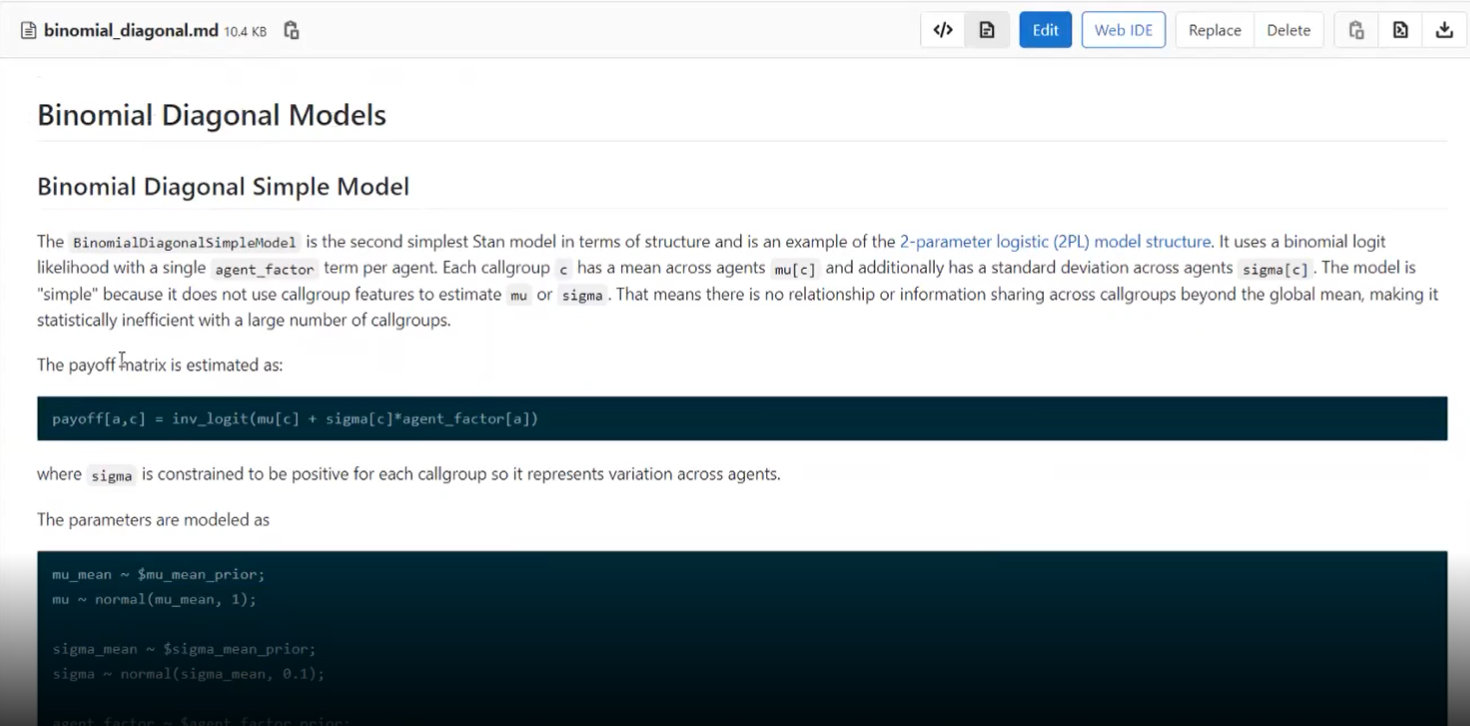 binomial_diagonal.md 10.4 KB
</> Edit Web IDE Replace Delete
Binomial Diagonal Models
Binomial Diagonal Simple Model
The BinomialDiagonalSimpleModel is the second simplest Stan model in terms of structure and is an example of the 2-parameter logistic (2PL) model structure. It uses a binomial logit
likelihood with a single agent_factor term per agent. Each callgroup c has a mean across agents mu[c] and additionally has a standard deviation across agents sigma[c]. The model is
"simple" because it does not use callgroup features to estimate mu or sigma. That means there is no relationship or information sharing across callgroups beyond the global mean, making it
statistically inefficient with a large number of callgroups.
The payoff matrix is estimated as:
payoff[a,c] = inv_logit(mu[c] + sigma[c]*agent_factor[a])
where sigma is constrained to be positive for each callgroup so it represents variation across agents.
The parameters are modeled as
mu_mean ~ $mu_mean_prior;
mu ~ normal(mu_mean, 1);
sigma_mean ~ $sigma_mean_prior;
sigma ~ normal(sigma_mean, 0.1);
agent_factor ~ $agent_factor_prior;